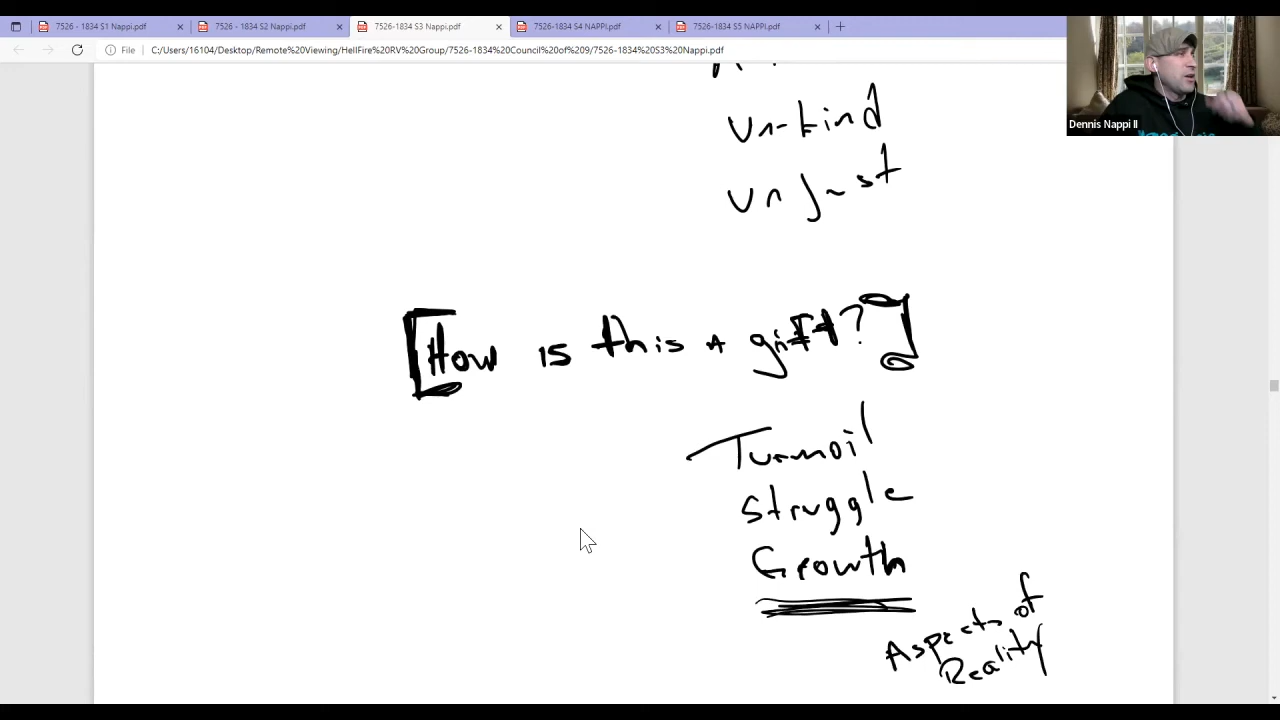 7526-1834 S1 Nappi.pdf
7526 - 1834 S2 Nappi.pdf
7526-1834 S3 Nappi.pdf
7526-1834 S4 NAPPI.pdf
7526-1834 S5 NAPPI.pdf
File
C:/Users/16104/Desktop/Remote%20Viewing/HellFire%20RV%20Group/7526-1834%20Council%20of%209/7526-1834%20S3%20Nappi.pdf
Dennis Nappi II
Un-kind
Unjust
[How is this A gift?]
Turmoil
Struggle
Growth
Aspects of
Reality